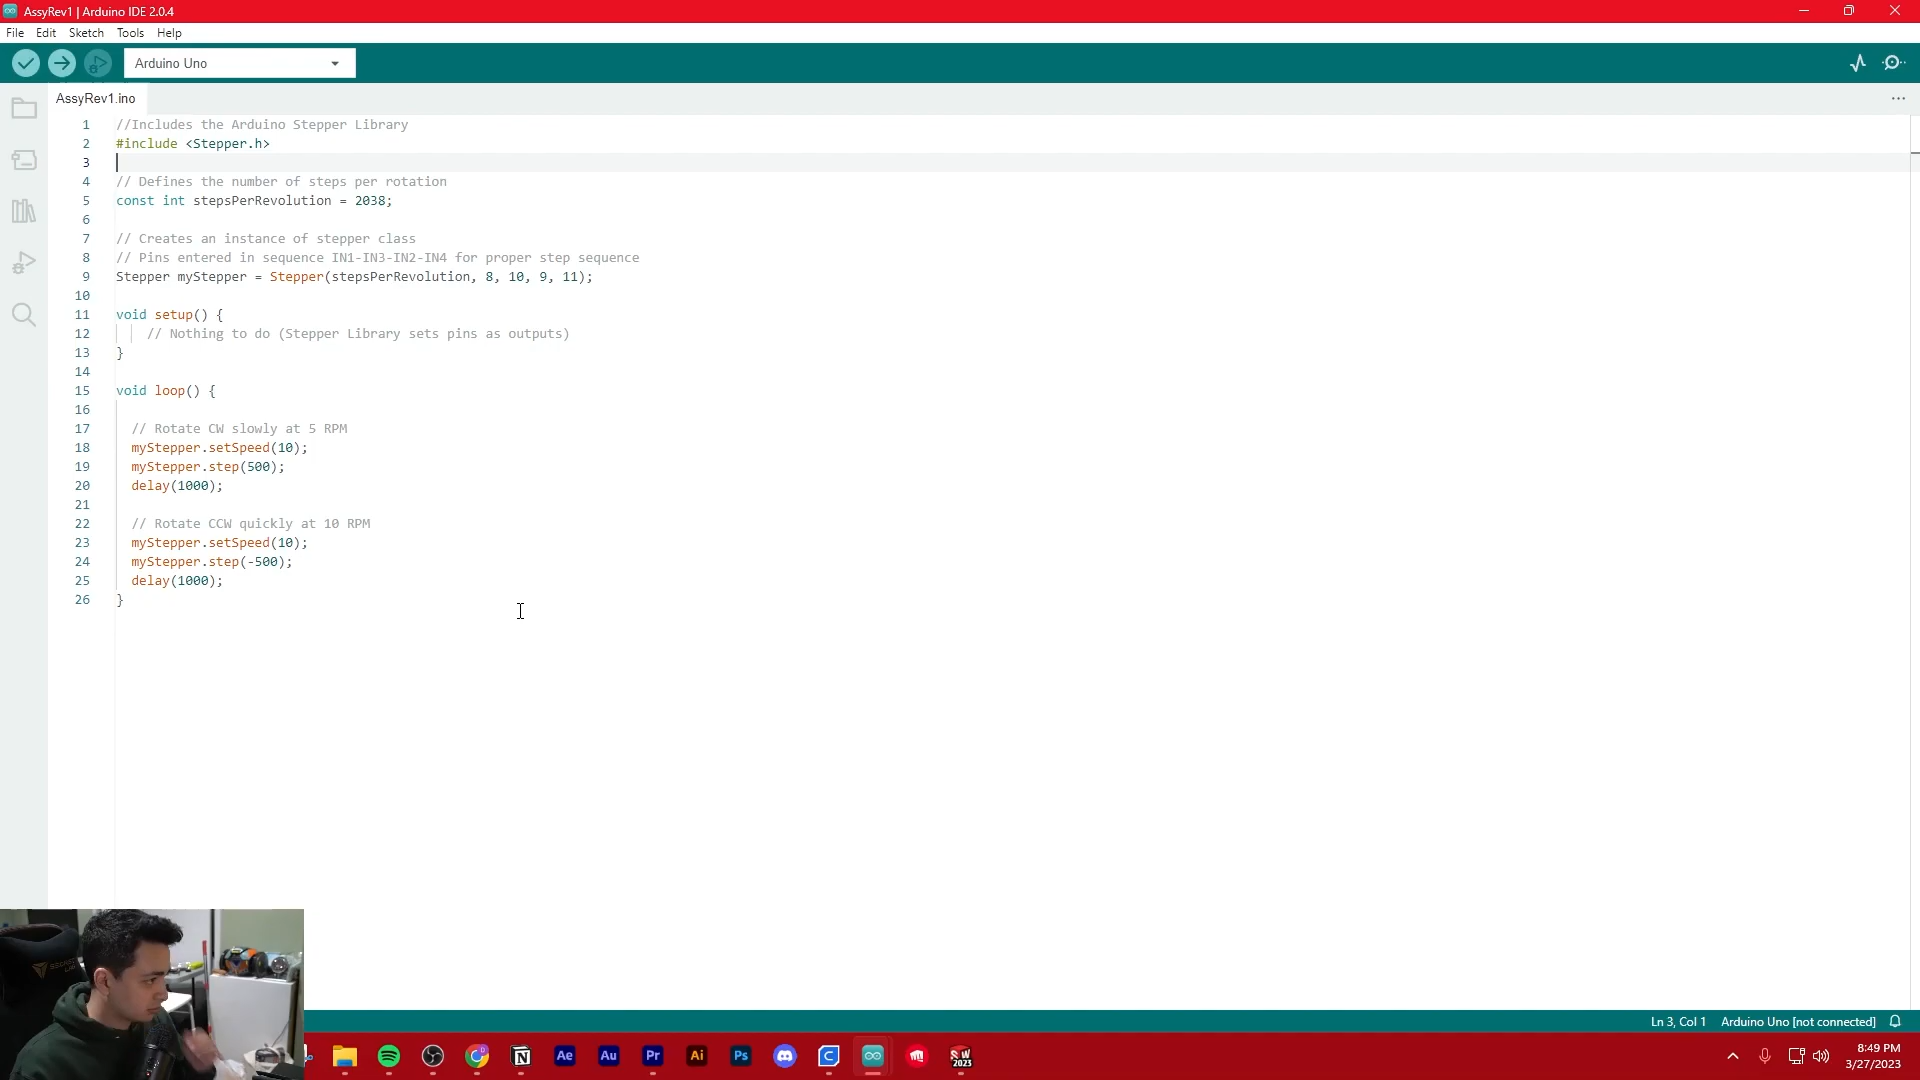 AssyRev1 | Arduino IDE 2.0.4
File Edit Sketch Tools Help
Arduino Uno
AssyRev1.ino
1 //Includes the Arduino Stepper Library
2 #include <Stepper.h>
3
4 // Defines the number of steps per rotation
5 const int stepsPerRevolution = 2038;
6
7 // Creates an instance of stepper class
8 // Pins entered in sequence IN1-IN3-IN2-IN4 for proper step sequence
9 Stepper myStepper = Stepper(stepsPerRevolution, 8, 10, 9, 11);
10
11 void setup() {
12 // Nothing to do (Stepper Library sets pins as outputs)
13 }
14
15 void loop() {
16
17 // Rotate CW slowly at 5 RPM
18 myStepper.setSpeed(10);
19 myStepper.step(500);
20 delay(1000);
21
22 // Rotate CCW quickly at 10 RPM
23 myStepper.setSpeed(10);
24 myStepper.step(-500);
25 delay(1000);
26 }
Ln 3, Col 1 Arduino Uno [not connected]
Ae Au Pr Ai Ps C SW 2023
8:49 PM
3/27/2023